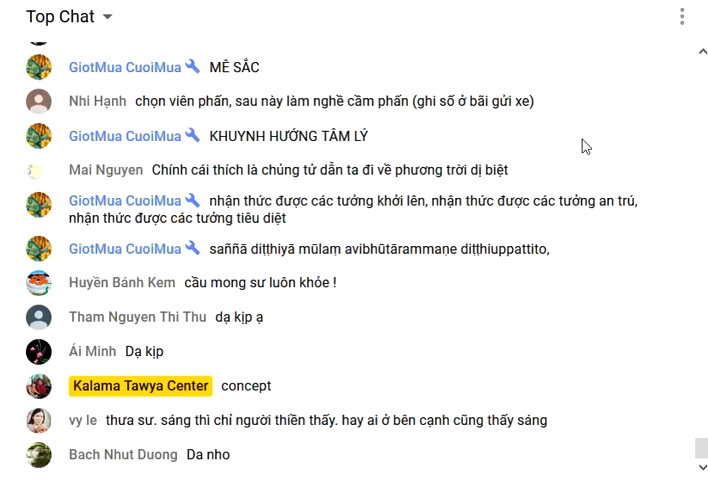 Top Chat
GiotMua CuoiMua MÊ SẮC
Nhi Hạnh chọn viên phấn, sau này làm nghề cầm phấn (ghi số ở bãi gửi xe)
GiotMua CuoiMua KHUYNH HƯỚNG TÂM LÝ
Mai Nguyen Chính cái thích là chủng tử dẫn ta đi về phương trời dị biệt
GiotMua CuoiMua nhận thức được các tưởng khởi lên, nhận thức được các tưởng an trú,
nhận thức được các tưởng tiêu diệt
GiotMua CuoiMua saññā diṭṭhiyā mūlaṃ avibhūtārammaṇe diṭṭhiuppattito,
Huyền Bánh Kem cầu mong sư luôn khỏe !
Tham Nguyen Thi Thu dạ kịp ạ
Ái Minh Dạ kịp
Kalama Tawya Center concept
vy le thưa sư. sáng thì chỉ người thiền thấy. hay ai ở bên cạnh cũng thấy sáng
Bach Nhut Duong Da nho